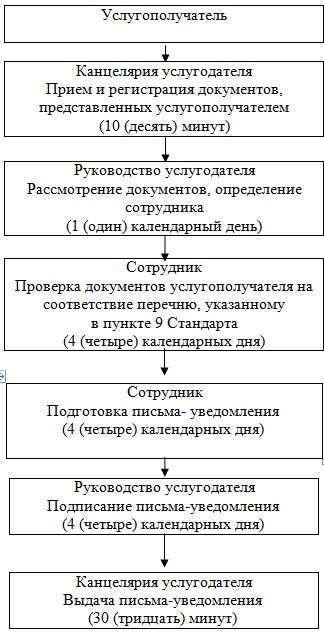 Услугополучатель
Канцелярия услугодателя
Прием и регистрация документов,
представленных услугополучателем
(10 (десять) минут)
Руководство услугодателя
Рассмотрение документов, определение
сотрудника
(1 (один) календарный день)
Сотрудник
Проверка документов услугополучателя на
соответствие перечню, указанному
в пункте 9 Стандарта
(4 (четыре) календарных дня)
Сотрудник
Подготовка письма- уведомления
(4 (четыре) календарных дня)
Руководство услугодателя
Подписание письма-уведомления
(4 (четыре) календарных дня)
Канцелярия услугодателя
Выдача письма-уведомления
(30 (тридцать) минут)